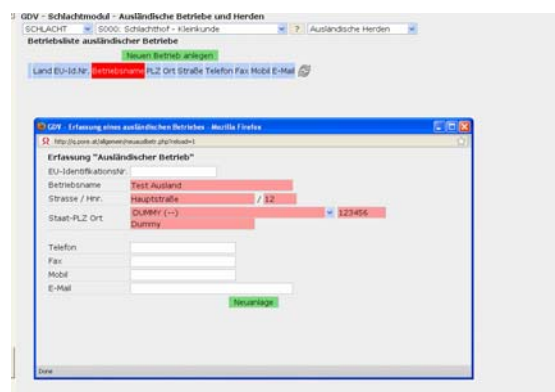 GDV - Schlachtmodul - Ausländische Betriebe und Herden
SCHLACHT 5000: Schlachthof - Kleinkunde ? Ausländische Herden
Betriebsliste ausländischer Betriebe
Neuen Betrieb anlegen
Land EU-Id.Nr. Betriebsname PLZ Ort Straße Telefon Fax Mobil E-Mail
GDV - Erfassung eines ausländischen Betriebes - Mozilla Firefox
Erfassung "Ausländischer Betrieb"
EU-IdentifikationsNr.
Betriebsname Test Ausland
Strasse / Hnr. Hauptstraße / 12
Staat-PLZ Ort DUMMY (--) 123456
Dummy
Telefon
Fax
Mobil
E-Mail
Neuanlage
Done